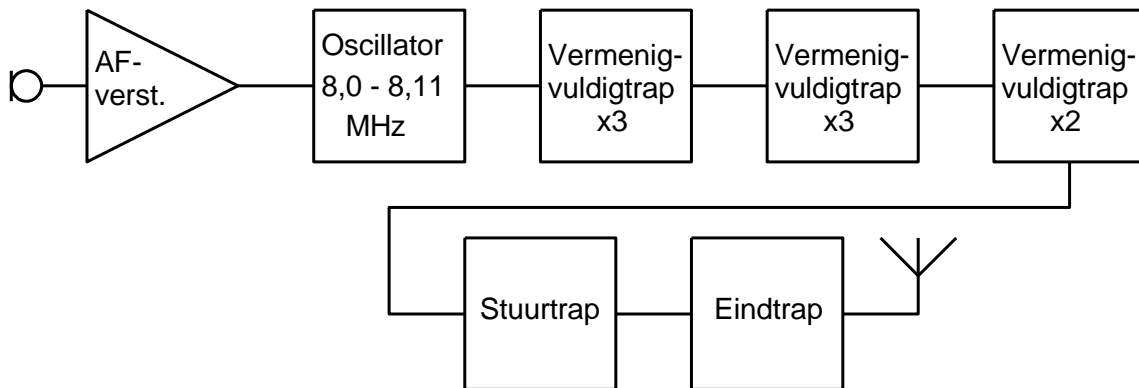 AF-
verst.
Oscillator
8,0 - 8,11
MHz
Vermenig-
vuldigtrap
x3
Vermenig-
vuldigtrap
x3
Vermenig-
vuldigtrap
x2
Stuurtrap
Eindtrap